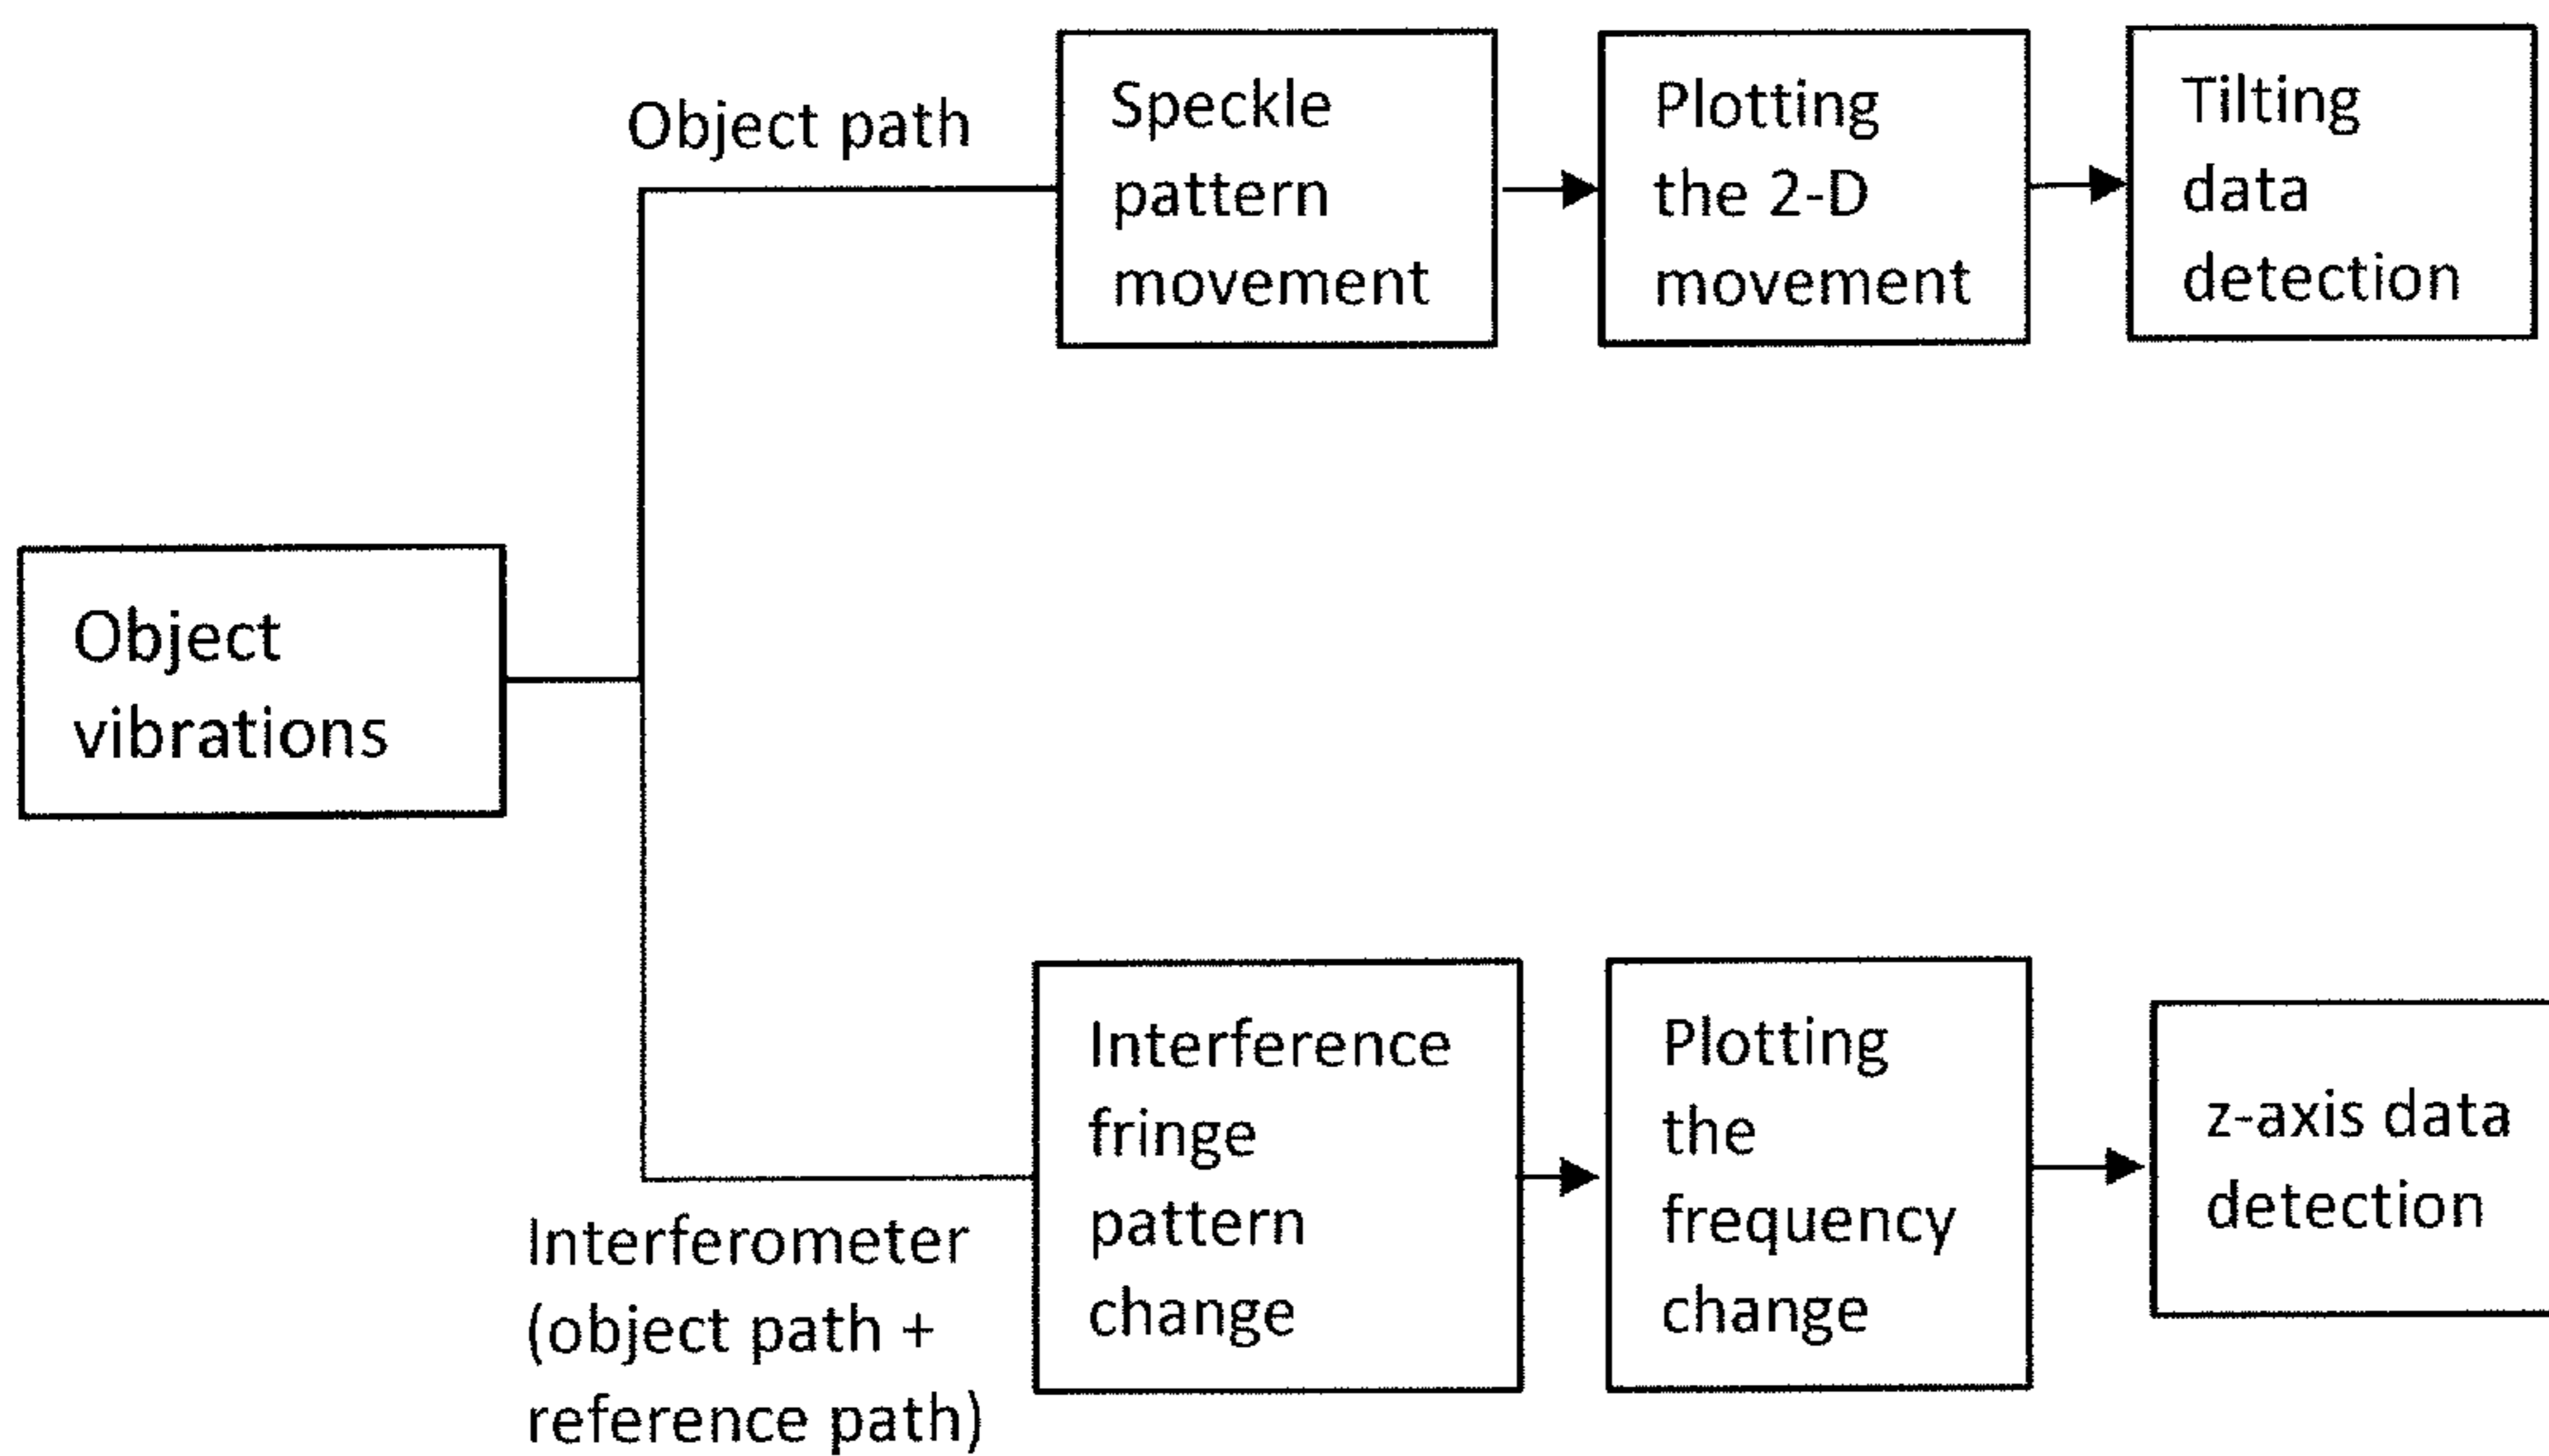 Object
vibrations
Object path
Speckle
pattern
movement
Plotting
the 2-D
movement
Tilting
data
detection
Interferometer
(object path +
reference path)
Interference
fringe
pattern
change
Plotting
the
frequency
change
z-axis data
detection